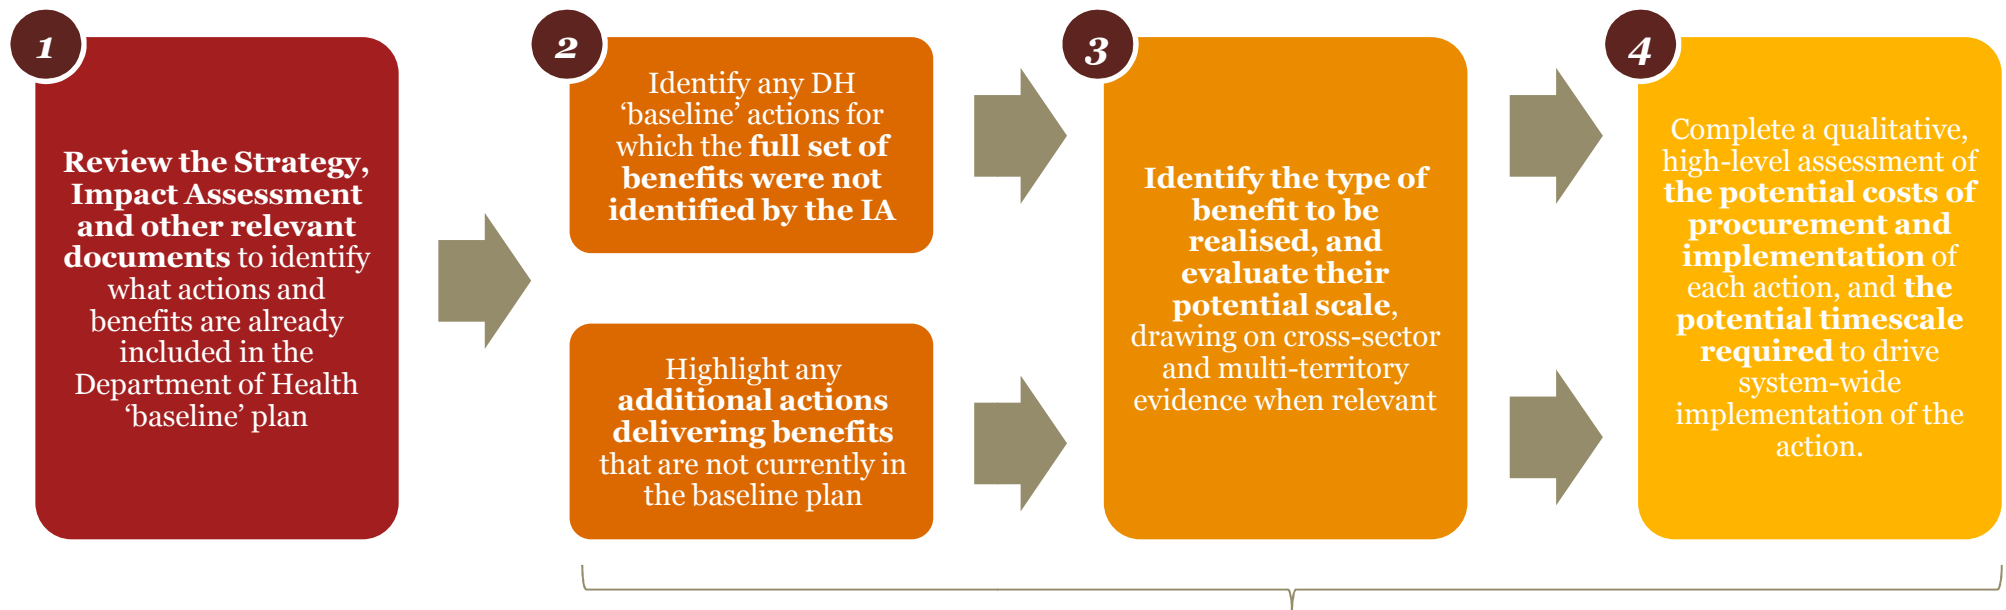 1
Review the Strategy,
Impact Assessment
and other relevant
documents to identify
what actions and
benefits are already
included in the
Department of Health
‘baseline’ plan
2
Identify any DH
‘baseline’ actions for
which the full set of
benefits were not
identified by the IA
Highlight any
additional actions
delivering benefits
that are not currently in
the baseline plan
3
Identify the type of
benefit to be
realised, and
evaluate their
potential scale,
drawing on cross-sector
and multi-territory
evidence when relevant
4
Complete a qualitative,
high-level assessment of
the potential costs of
procurement and
implementation of
each action, and the
potential timescale
required to drive
system-wide
implementation of the
action.